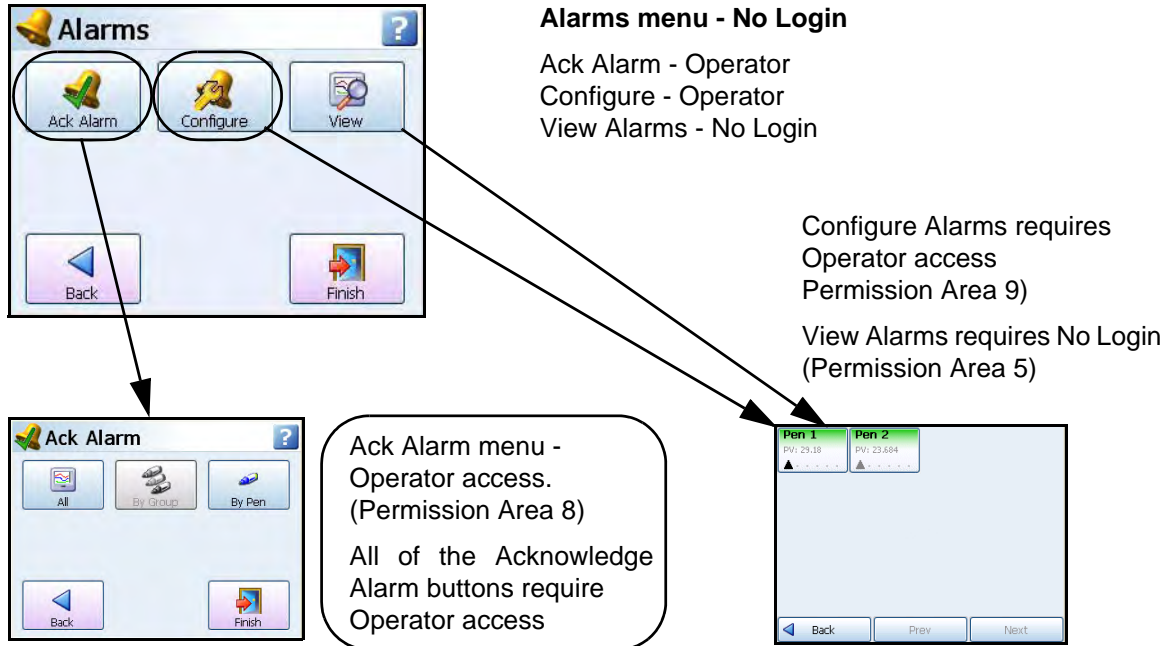 Alarms
?
Ack Alarm
Configure
View
Back
Finish
Alarms menu - No Login
Ack Alarm - Operator
Configure - Operator
View Alarms - No Login
Configure Alarms requires
Operator access
Permission Area 9)
View Alarms requires No Login
(Permission Area 5)
Ack Alarm
?
All
By Group
By Pen
Back
Finish
Ack Alarm menu -
Operator access.
(Permission Area 8)
All of the Acknowledge
Alarm buttons require
Operator access
Pen 1
PV: 29.18
Pen 2
PV: 23.684
Back
Prev
Next